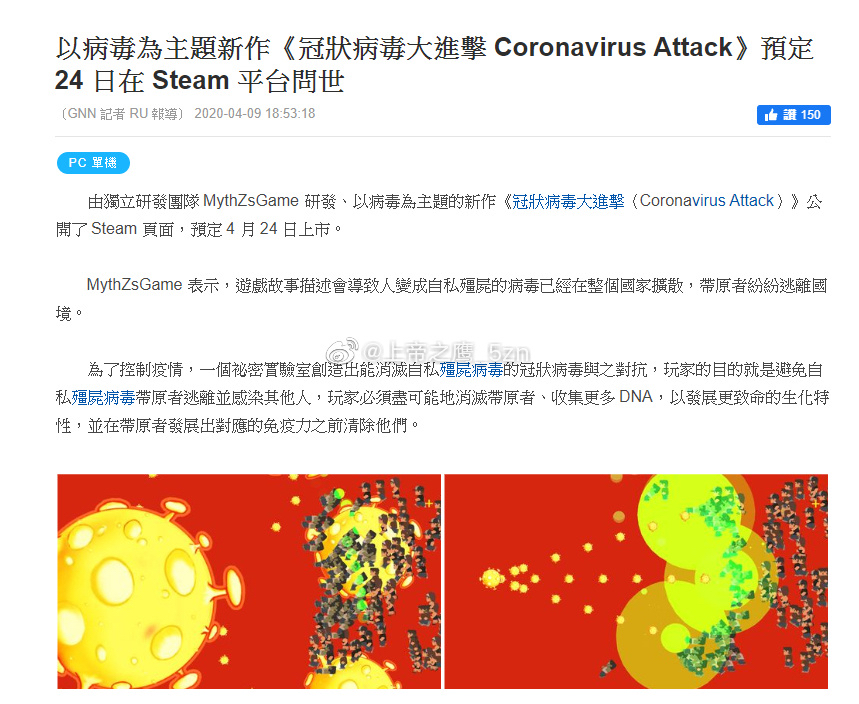 以病毒為主題新作《冠狀病毒大進擊 Coronavirus Attack》預定
24 日在 Steam 平台問世
〔GNN 記者 RU 報導〕 2020-04-09 18:53:18
讚 150
PC 單機
由獨立研發團隊 MythZsGame 研發、以病毒為主題的新作《冠狀病毒大進擊（Coronavirus Attack）》公
開了 Steam 頁面，預定 4 月 24 日上市。
MythZsGame 表示，遊戲故事描述會導致人變成自私殭屍的病毒已經在整個國家擴散，帶原者紛紛逃離國
境。
@上帝之鹰_5zn
為了控制疫情，一個祕密實驗室創造出能消滅自私殭屍病毒的冠狀病毒與之對抗，玩家的目的就是避免自
私殭屍病毒帶原者逃離並感染其他人，玩家必須盡可能地消滅帶原者、收集更多 DNA，以發展更致命的生化特
性，並在帶原者發展出對應的免疫力之前清除他們。